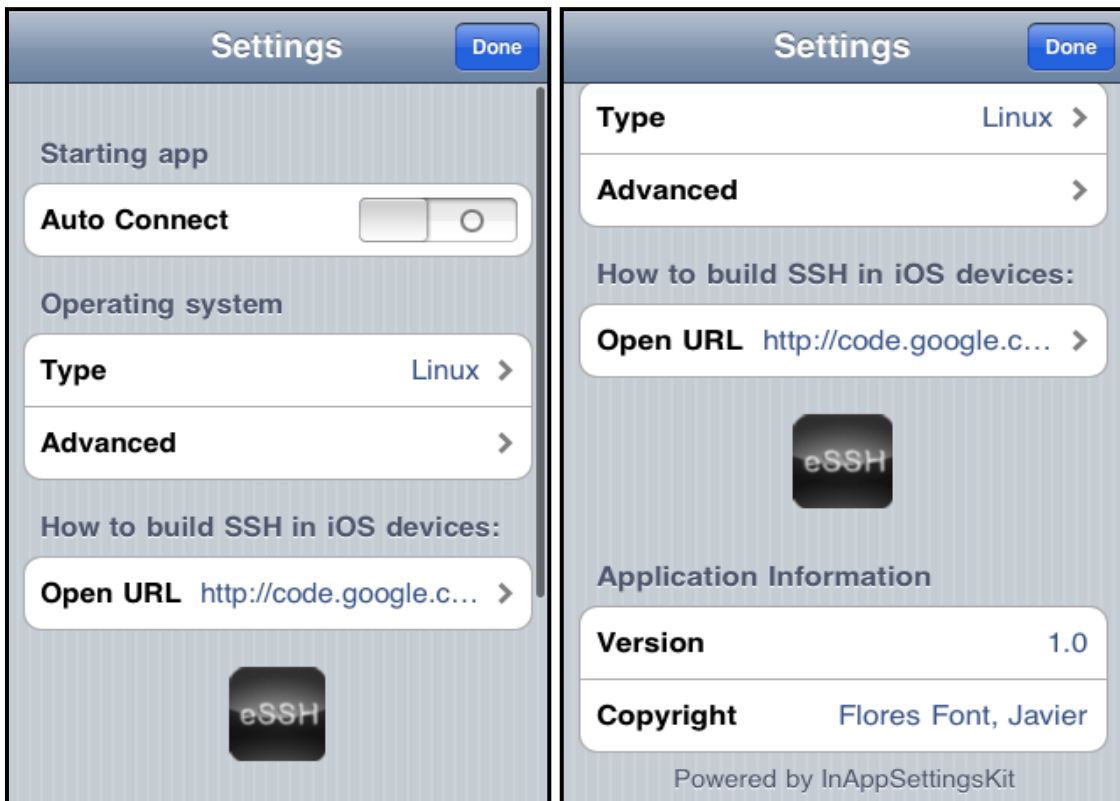 Settings
Done
Starting app
Auto Connect
Operating system
Type Linux
Advanced
How to build SSH in iOS devices:
Open URL http://code.google.c...
eSSH
Settings
Done
Type Linux
Advanced
How to build SSH in iOS devices:
Open URL http://code.google.c...
eSSH
Application Information
Version 1.0
Copyright Flores Font, Javier
Powered by InAppSettingsKit